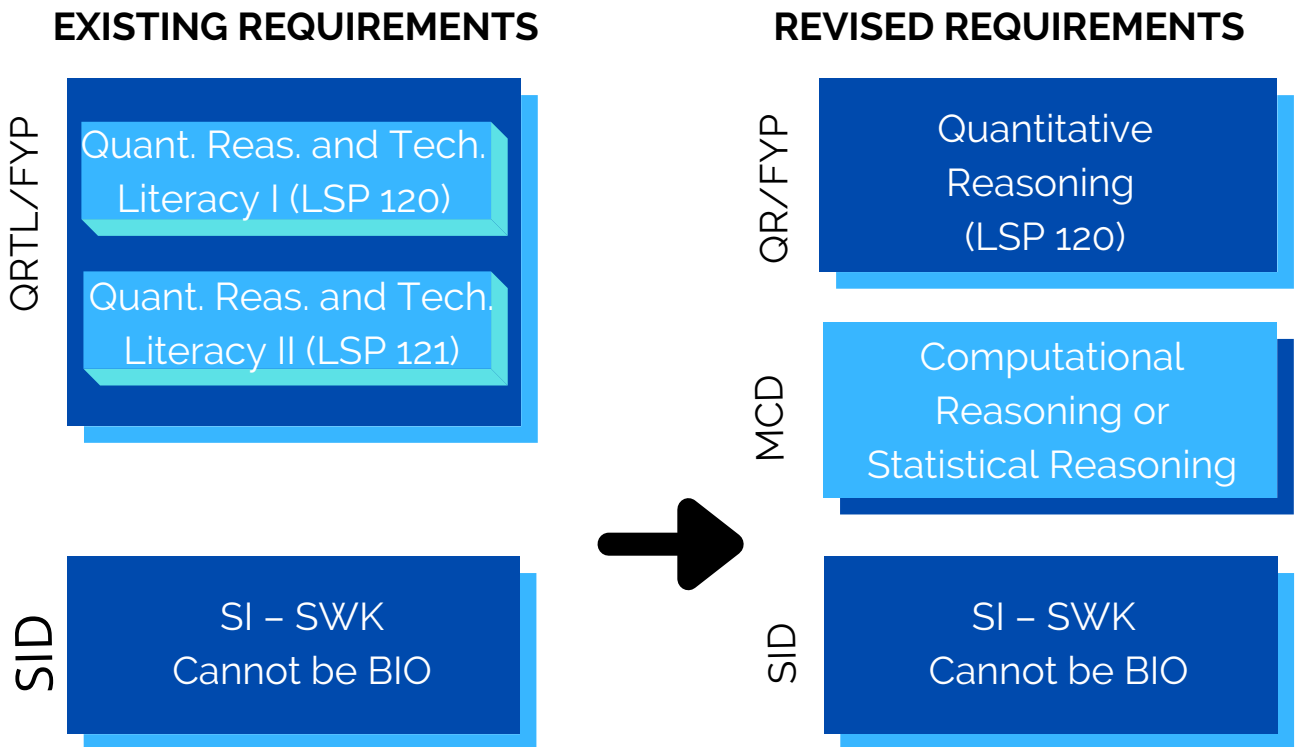 EXISTING REQUIREMENTS
QRTL/FYP
Quant. Reas. and Tech.
Literacy I (LSP 120)
Quant. Reas. and Tech.
Literacy II (LSP 121)
SID
SI – SWK
Cannot be BIO
REVISED REQUIREMENTS
QR/FYP
Quantitative
Reasoning
(LSP 120)
MCD
Computational
Reasoning or
Statistical Reasoning
SID
SI – SWK
Cannot be BIO